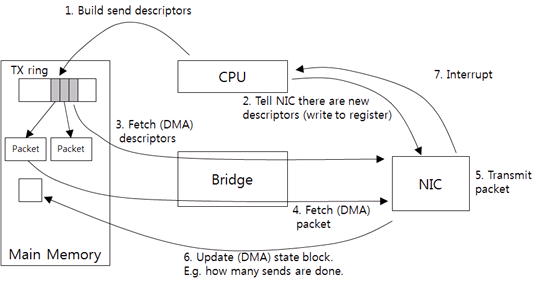 1. Build send descriptors
TX ring
CPU
7. Interrupt
2. Tell NIC there are new
descriptors (write to register)
3. Fetch (DMA)
descriptors
Packet
Packet
Bridge
NIC
5. Transmit
packet
4. Fetch (DMA)
packet
Main Memory
6. Update (DMA) state block.
E.g. how many sends are done.